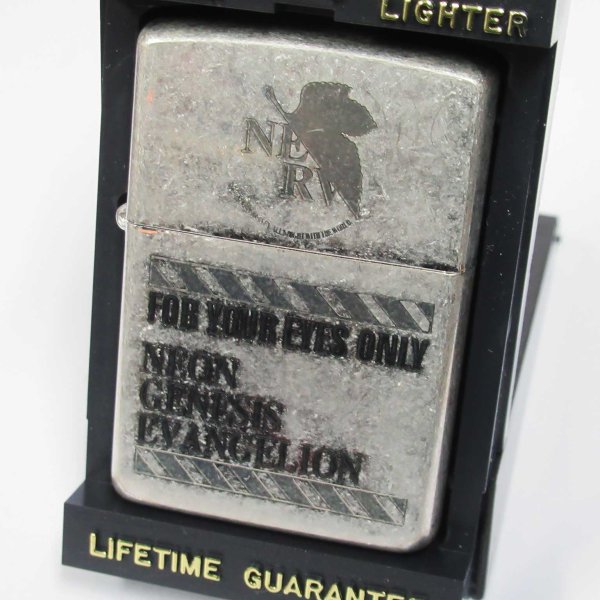 LIGHTER
NE
RV
FOR YOUR EYES ONLY
NEON
GENESIS
EVANGELION
LIFETIME GUARANTEE